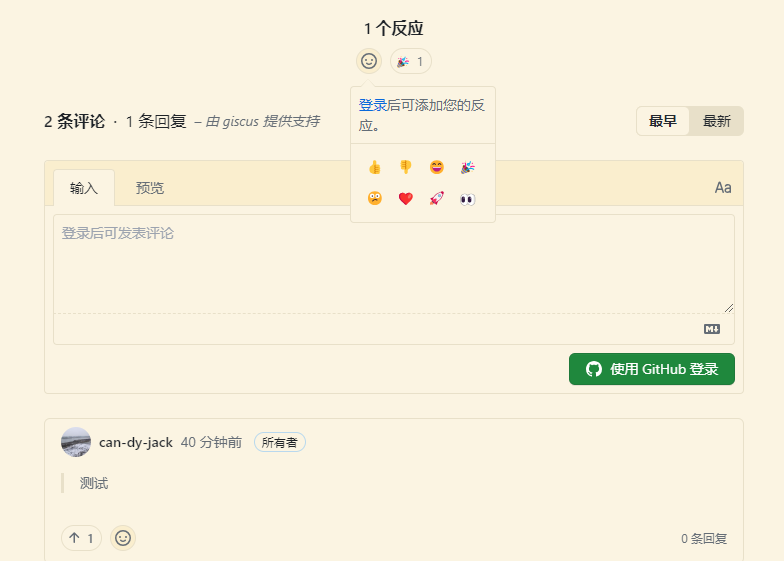 1 个反应
🎉 1
登录后可添加您的反
应。
2 条评论 · 1 条回复 – 由 giscus 提供支持
最早 最新
输入 预览 Aa
登录后可发表评论
使用 GitHub 登录
can-dy-jack 40 分钟前 所有者
测试
↑ 1
0 条回复